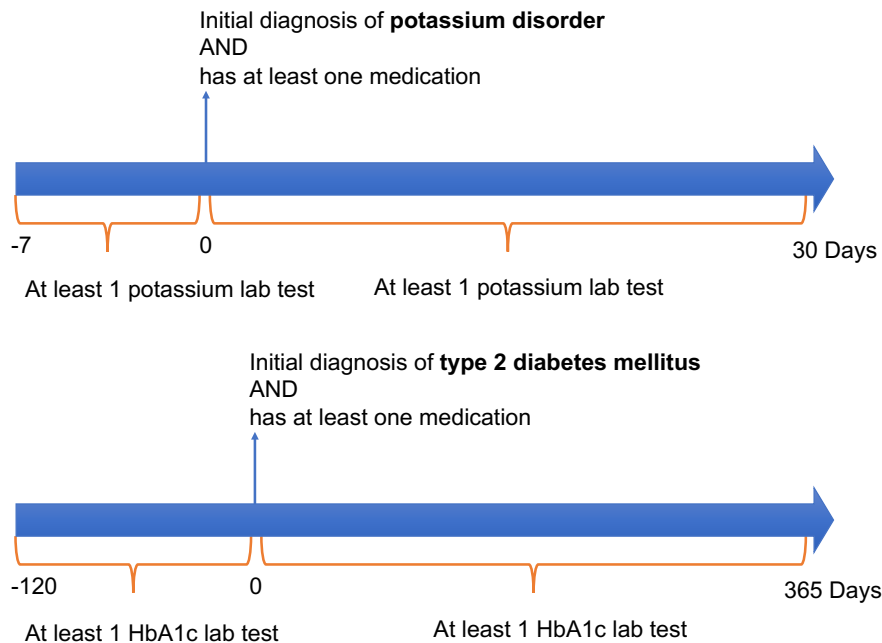 Initial diagnosis of potassium disorder
AND
has at least one medication
-7
0
30 Days
At least 1 potassium lab test
At least 1 potassium lab test
Initial diagnosis of type 2 diabetes mellitus
AND
has at least one medication
-120
0
365 Days
At least 1 HbA1c lab test
At least 1 HbA1c lab test